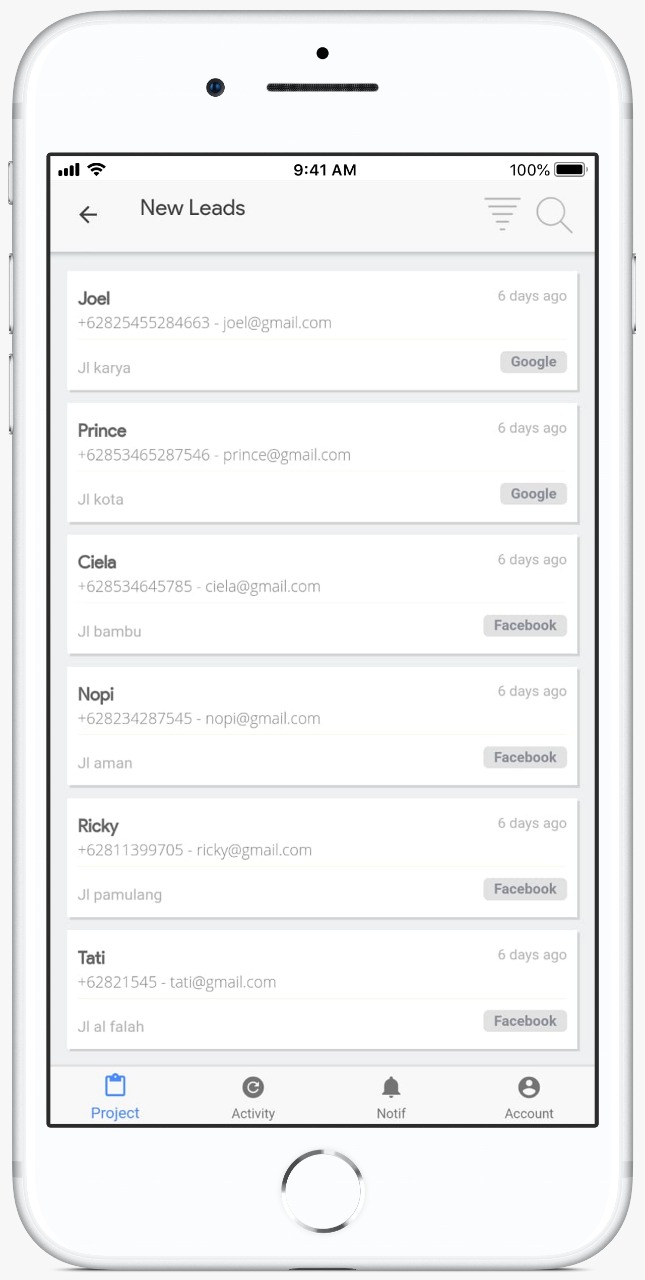 9:41 AM 100%
New Leads
Joel 6 days ago
+62825455284663 - joel@gmail.com
Jl karya Google
Prince 6 days ago
+62853465287546 - prince@gmail.com
Jl kota Google
Ciela 6 days ago
+628534645785 - ciela@gmail.com
Jl bambu Facebook
Nopi 6 days ago
+628234287545 - nopi@gmail.com
Jl aman Facebook
Ricky 6 days ago
+62811399705 - ricky@gmail.com
Jl pamulang Facebook
Tati 6 days ago
+62821545 - tati@gmail.com
Jl al falah Facebook
Project Activity Notif Account